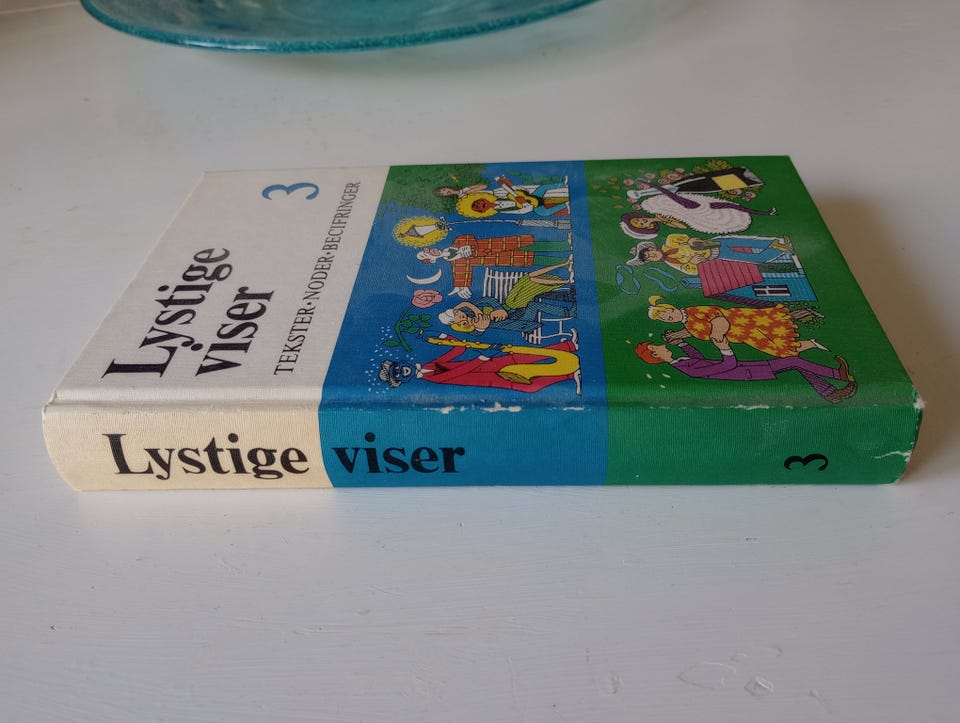 Lystige
viser
3
TEKSTER·NODER·BECIFRINGER
Lystige viser
3